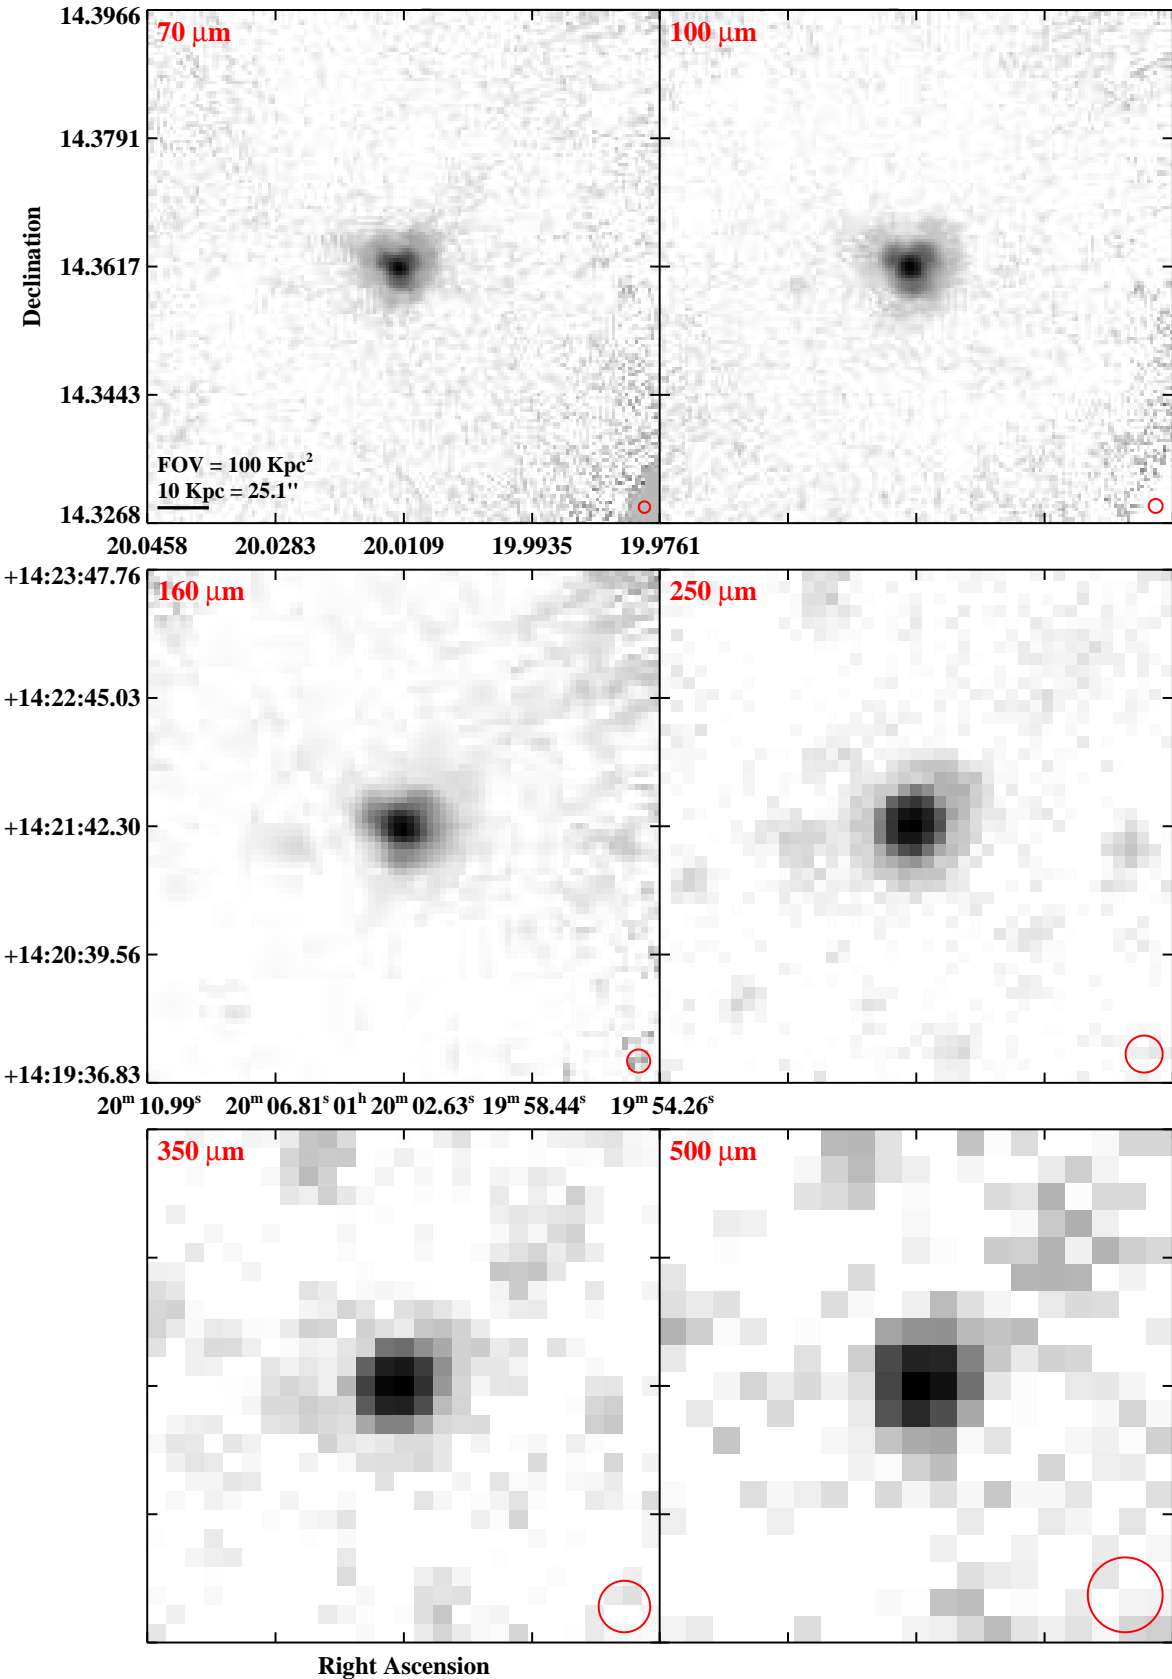 14.3966
70 μm
100 μm
14.3791
Declination
14.3617
14.3443
FOV = 100 Kpc²
10 Kpc = 25.1"
14.3268
20.0458 20.0283 20.0109 19.9935 19.9761
+14:23:47.76
160 μm
250 μm
+14:22:45.03
+14:21:42.30
+14:20:39.56
+14:19:36.83
20ᵐ 10.99ˢ 20ᵐ 06.81ˢ 01ʰ 20ᵐ 02.63ˢ 19ᵐ 58.44ˢ 19ᵐ 54.26ˢ
350 μm
500 μm
Right Ascension